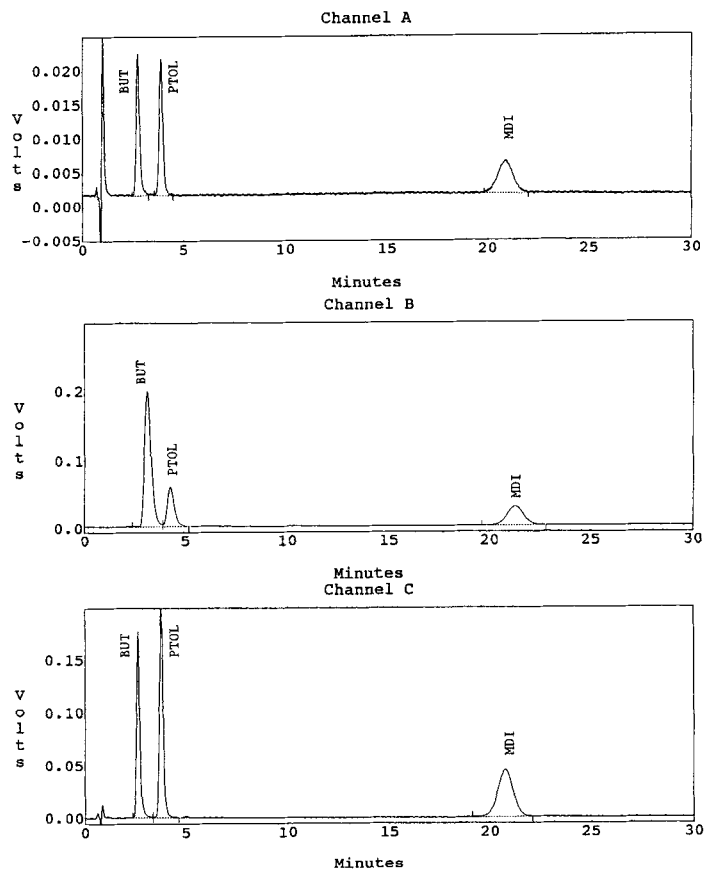 Channel A
Volts
0.020
0.015
0.010
0.005
0.000
-0.005
BUT
PTOL
MDI
0 5 10 15 20 25 30
Minutes
Channel B
Volts
0.2
0.1
0.0
BUT
PTOL
MDI
0 5 10 15 20 25 30
Minutes
Channel C
Volts
0.15
0.10
0.05
0.00
BUT
PTOL
MDI
0 5 10 15 20 25 30
Minutes